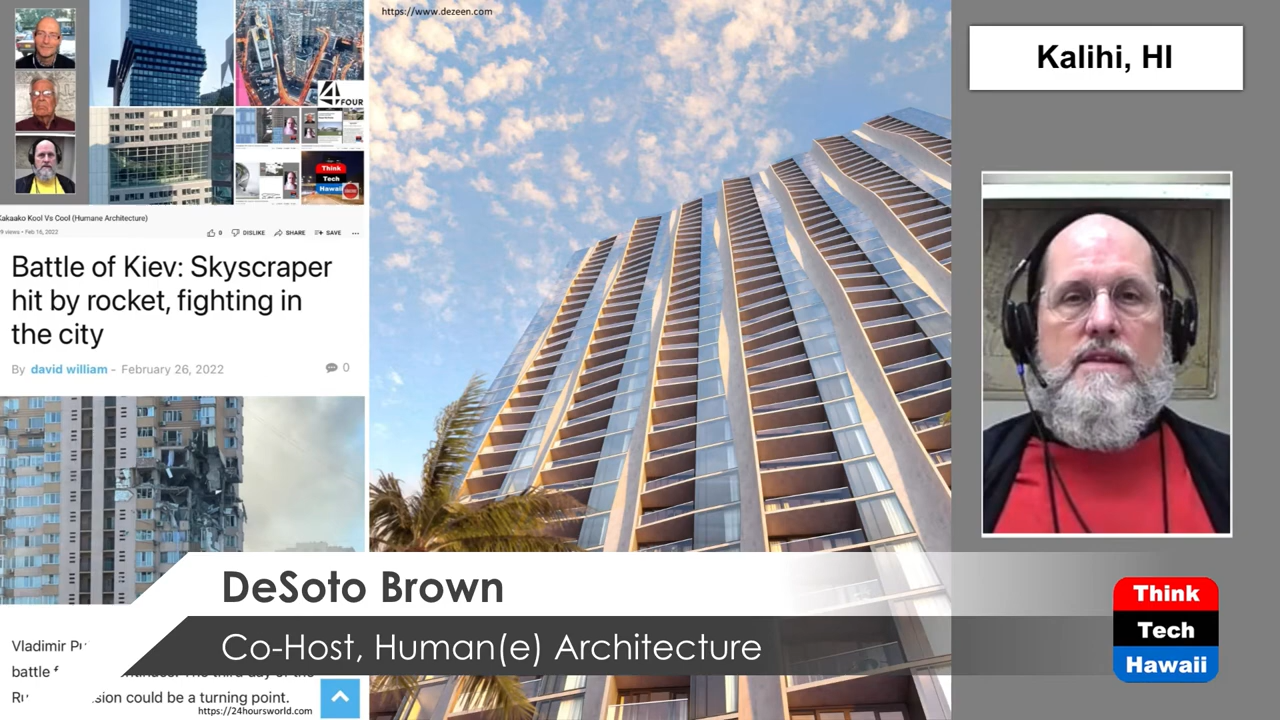 https://www.dezeen.com
Kalihi, HI
4
FOUR
Think
Tech
Hawaii
Kakaako Kool Vs Cool (Humane Architecture)
views • Feb 16, 2022
0 DISLIKE SHARE SAVE ...
Battle of Kiev: Skyscraper
hit by rocket, fighting in
the city
By david william - February 26, 2022
0
DeSoto Brown
Co-Host, Human(e) Architecture
Think
Tech
Hawaii
Vladimir
battle
could be a turning point.
https://24hoursworld.com